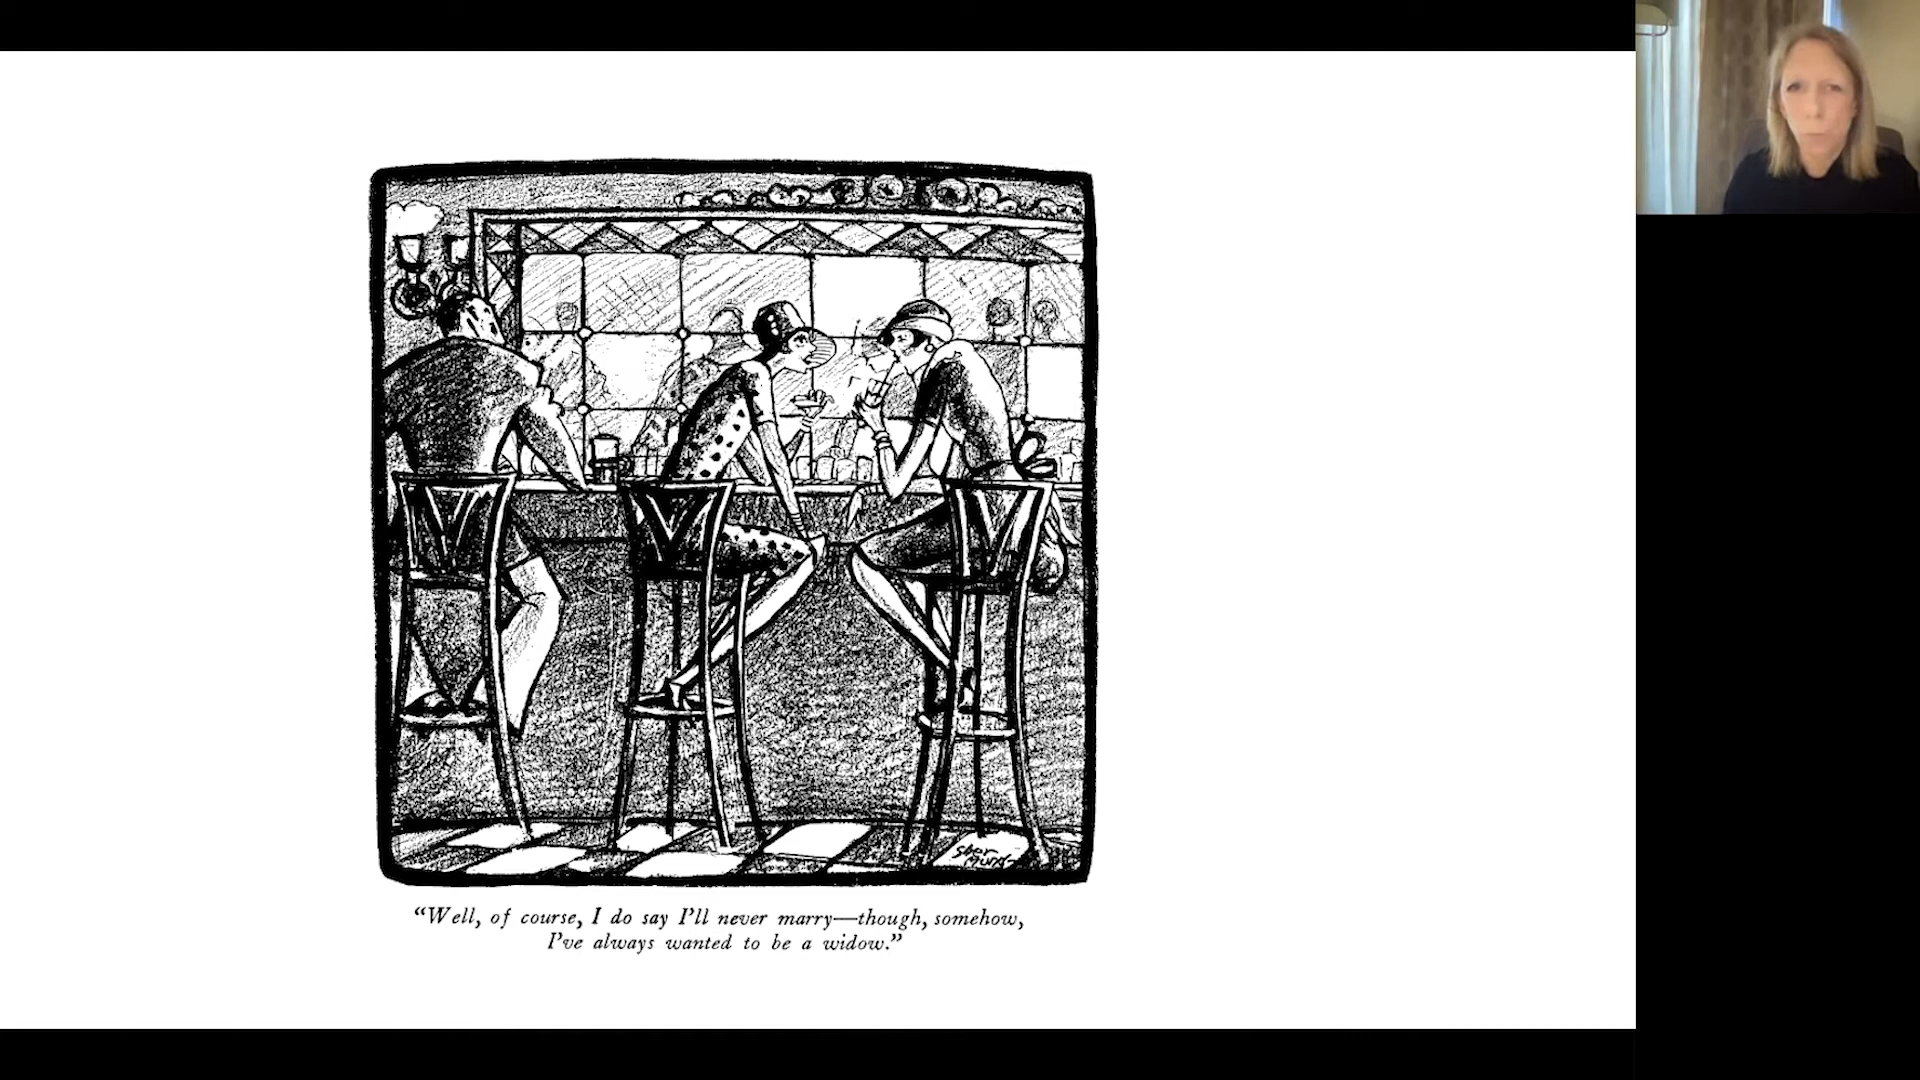 “Well, of course, I do say I’ll never marry—though, somehow,
I’ve always wanted to be a widow.”